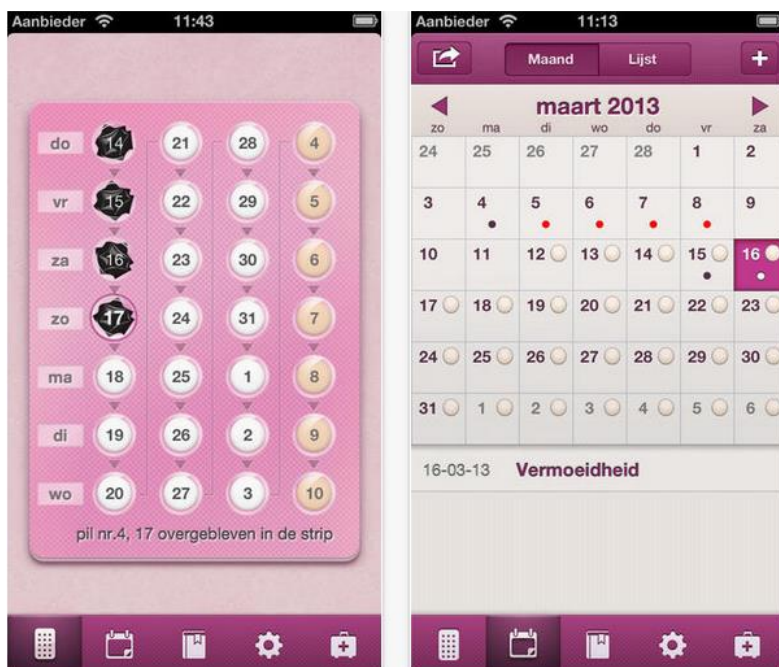 Aanbieder 11:43
do 14 21 28 4
vr 15 22 29 5
za 16 23 30 6
zo 17 24 31 7
ma 18 25 1 8
di 19 26 2 9
wo 20 27 3 10
pil nr.4, 17 overgebleven in de strip
Aanbieder 11:13
Maand Lijst
maart 2013
zo ma di wo do vr za
24 25 26 27 28 1 2
3 4 5 6 7 8 9
10 11 12 13 14 15 16
17 18 19 20 21 22 23
24 25 26 27 28 29 30
31 1 2 3 4 5 6
16-03-13 Vermoeidheid